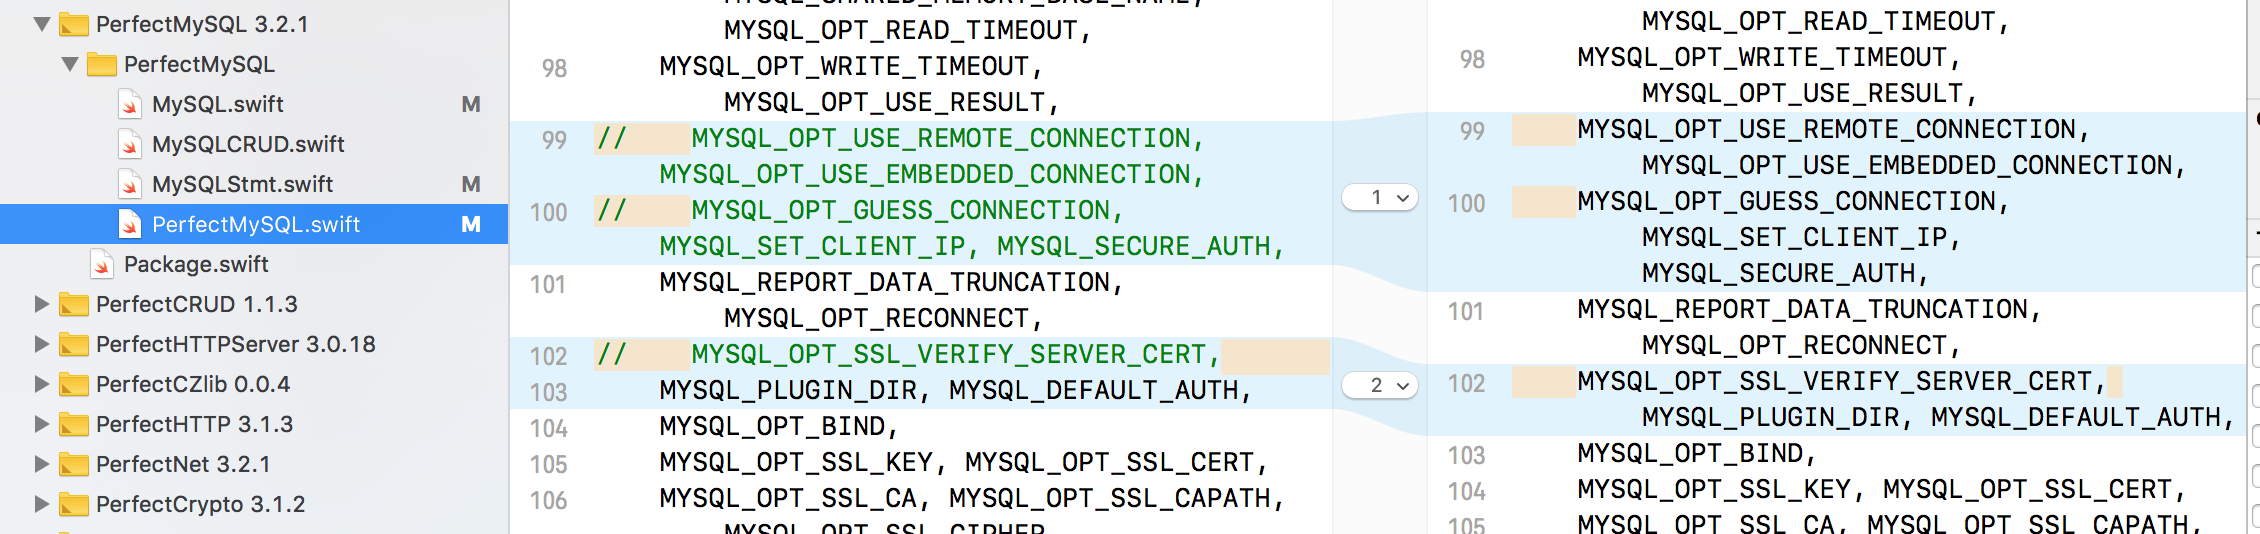 PerfectMySQL 3.2.1
PerfectMySQL
MySQL.swift M
MySQLCRUD.swift
MySQLStmt.swift M
PerfectMySQL.swift M
Package.swift
PerfectCRUD 1.1.3
PerfectHTTPServer 3.0.18
PerfectCZlib 0.0.4
PerfectHTTP 3.1.3
PerfectNet 3.2.1
PerfectCrypto 3.1.2
MYSQL_SHARED_MEMORY_BASE_NAME,
MYSQL_OPT_READ_TIMEOUT,
98 MYSQL_OPT_WRITE_TIMEOUT,
MYSQL_OPT_USE_RESULT,
99 // MYSQL_OPT_USE_REMOTE_CONNECTION,
MYSQL_OPT_USE_EMBEDDED_CONNECTION,
100 // MYSQL_OPT_GUESS_CONNECTION,
MYSQL_SET_CLIENT_IP, MYSQL_SECURE_AUTH,
101 MYSQL_REPORT_DATA_TRUNCATION,
MYSQL_OPT_RECONNECT,
102 // MYSQL_OPT_SSL_VERIFY_SERVER_CERT,
103 MYSQL_PLUGIN_DIR, MYSQL_DEFAULT_AUTH,
104 MYSQL_OPT_BIND,
105 MYSQL_OPT_SSL_KEY, MYSQL_OPT_SSL_CERT,
106 MYSQL_OPT_SSL_CA, MYSQL_OPT_SSL_CAPATH,
MYSQL_OPT_SSL_CIPHER
1
2
MYSQL_OPT_READ_TIMEOUT,
98 MYSQL_OPT_WRITE_TIMEOUT,
MYSQL_OPT_USE_RESULT,
99 MYSQL_OPT_USE_REMOTE_CONNECTION,
MYSQL_OPT_USE_EMBEDDED_CONNECTION,
100 MYSQL_OPT_GUESS_CONNECTION,
MYSQL_SET_CLIENT_IP,
MYSQL_SECURE_AUTH,
101 MYSQL_REPORT_DATA_TRUNCATION,
MYSQL_OPT_RECONNECT,
102 MYSQL_OPT_SSL_VERIFY_SERVER_CERT,
MYSQL_PLUGIN_DIR, MYSQL_DEFAULT_AUTH,
103 MYSQL_OPT_BIND,
104 MYSQL_OPT_SSL_KEY, MYSQL_OPT_SSL_CERT,
105 MYSQL_OPT_SSL_CA, MYSQL_OPT_SSL_CAPATH,